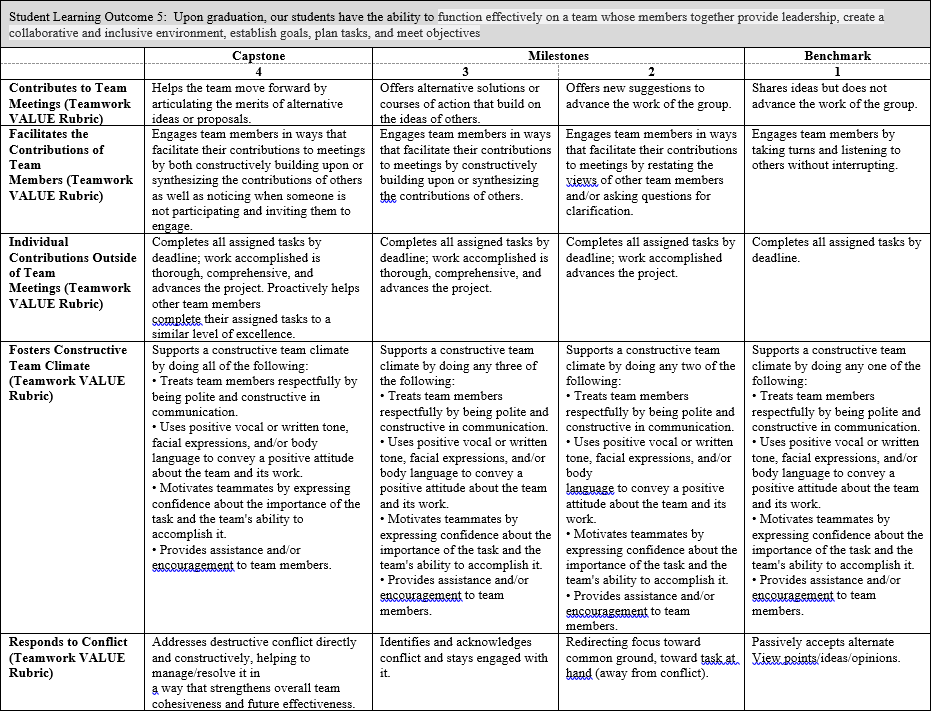 Student Learning Outcome 5:  Upon graduation, our students have the ability to function effectively on a team whose members together provide leadership, create a
collaborative and inclusive environment, establish goals, plan tasks, and meet objectives
Capstone Milestones Benchmark
4 3 2 1
Contributes to Team
Meetings (Teamwork
VALUE Rubric)
Helps the team move forward by
articulating the merits of alternative
ideas or proposals.
Offers alternative solutions or
courses of action that build on
the ideas of others.
Offers new suggestions to
advance the work of the group.
Shares ideas but does not
advance the work of the group.
Facilitates the
Contributions of
Team
Members (Teamwork
VALUE Rubric)
Engages team members in ways that
facilitate their contributions to meetings
by both constructively building upon or
synthesizing the contributions of others
as well as noticing when someone is
not participating and inviting them to
engage.
Engages team members in ways
that facilitate their contributions
to meetings by constructively
building upon or synthesizing
the contributions of others.
Engages team members in ways
that facilitate their contributions
to meetings by restating the
views of other team members
and/or asking questions for
clarification.
Engages team members by
taking turns and listening to
others without interrupting.
Individual
Contributions Outside
of Team
Meetings (Teamwork
VALUE Rubric)
Completes all assigned tasks by
deadline; work accomplished is
thorough, comprehensive, and
advances the project. Proactively helps
other team members
complete their assigned tasks to a
similar level of excellence.
Completes all assigned tasks by
deadline; work accomplished is
thorough, comprehensive, and
advances the project.
Completes all assigned tasks by
deadline; work accomplished
advances the project.
Completes all assigned tasks by
deadline.
Fosters Constructive
Team Climate
(Teamwork VALUE
Rubric)
Supports a constructive team climate
by doing all of the following:
• Treats team members respectfully by
being polite and constructive in
communication.
• Uses positive vocal or written tone,
facial expressions, and/or body
language to convey a positive attitude
about the team and its work.
• Motivates teammates by expressing
confidence about the importance of the
task and the team's ability to
accomplish it.
• Provides assistance and/or
encouragement to team members.
Supports a constructive team
climate by doing any three of
the following:
• Treats team members
respectfully by being polite and
constructive in communication.
• Uses positive vocal or written
tone, facial expressions, and/or
body language to convey a
positive attitude about the team
and its work.
• Motivates teammates by
expressing confidence about the
importance of the task and the
team's ability to accomplish it.
• Provides assistance and/or
encouragement to team
members.
Supports a constructive team
climate by doing any two of the
following:
• Treats team members
respectfully by being polite and
constructive in communication.
• Uses positive vocal or written
tone, facial expressions, and/or
body
language to convey a positive
attitude about the team and its
work.
• Motivates teammates by
expressing confidence about the
importance of the task and the
team's ability to accomplish it.
• Provides assistance and/or
encouragement to team
members.
Supports a constructive team
climate by doing any one of the
following:
• Treats team members
respectfully by being polite and
constructive in communication.
• Uses positive vocal or written
tone, facial expressions, and/or
body language to convey a
positive attitude about the team
and its work.
• Motivates teammates by
expressing confidence about the
importance of the task and the
team's ability to accomplish it.
• Provides assistance and/or
encouragement to team
members.
Responds to Conflict
(Teamwork VALUE
Rubric)
Addresses destructive conflict directly
and constructively, helping to
manage/resolve it in
a way that strengthens overall team
cohesiveness and future effectiveness.
Identifies and acknowledges
conflict and stays engaged with
it.
Redirecting focus toward
common ground, toward task at
hand (away from conflict).
Passively accepts alternate
View points/ideas/opinions.